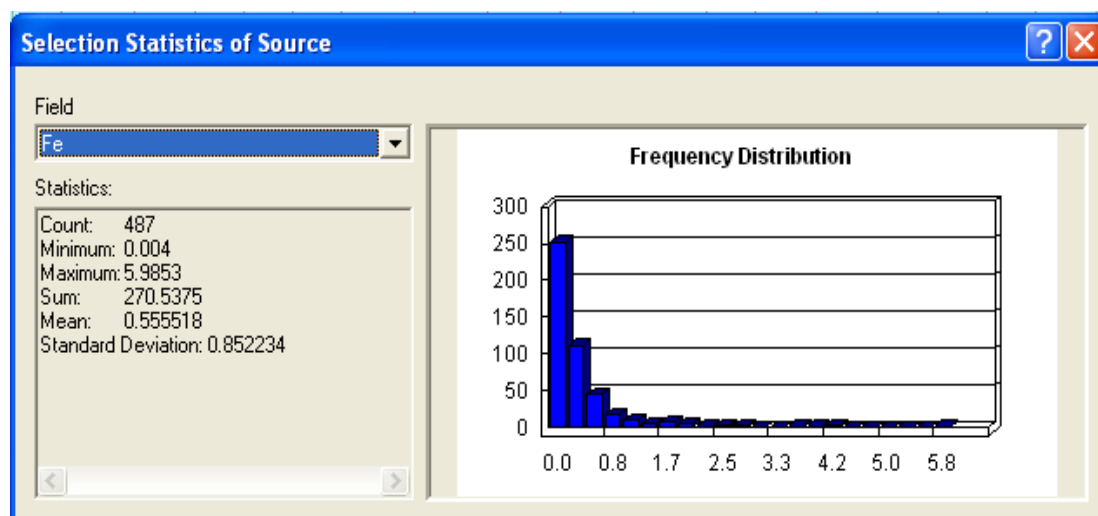 Selection Statistics of Source
Field
Fe
Statistics:
Count: 487
Minimum: 0.004
Maximum: 5.9853
Sum: 270.5375
Mean: 0.555518
Standard Deviation: 0.852234
Frequency Distribution
300
250
200
150
100
50
0
0.0 0.8 1.7 2.5 3.3 4.2 5.0 5.8